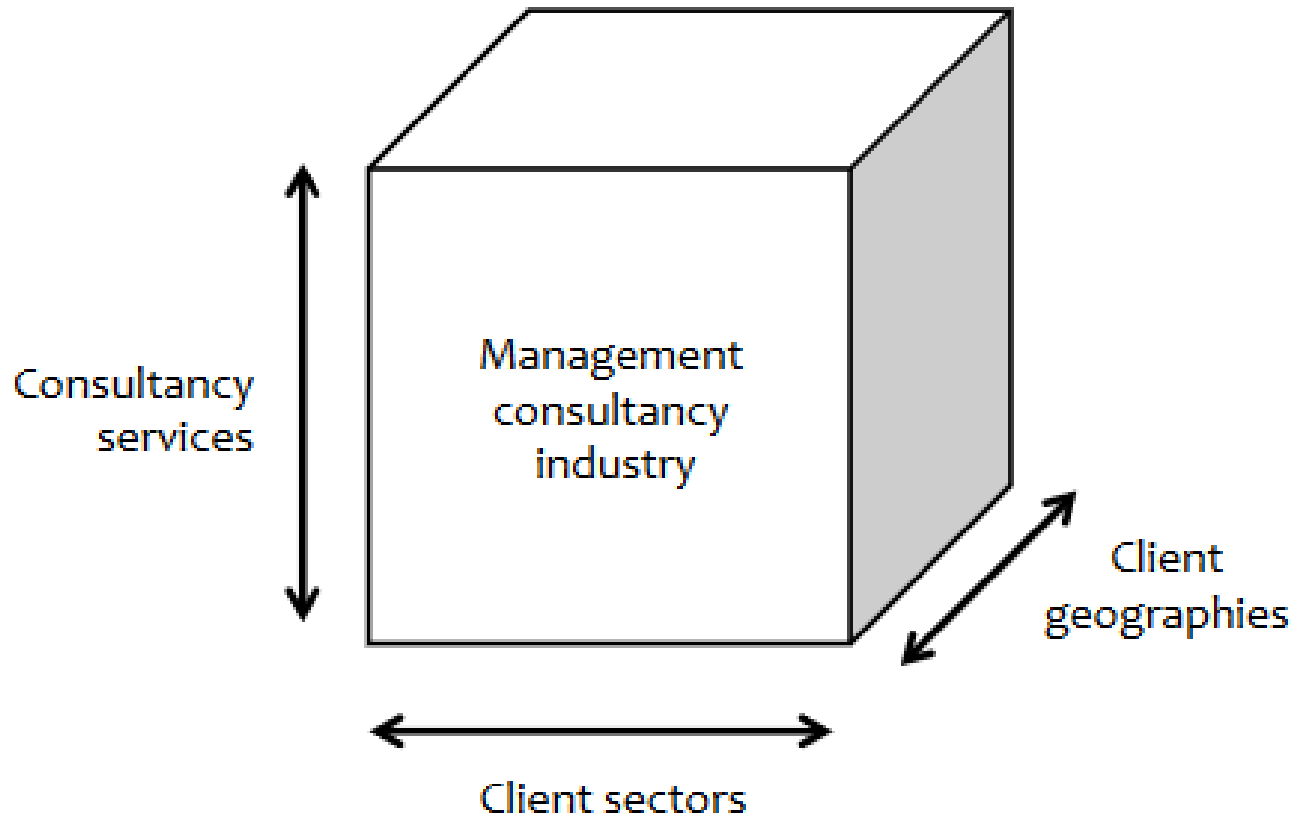 Consultancy
services
Management
consultancy
industry
Client
geographies
Client sectors